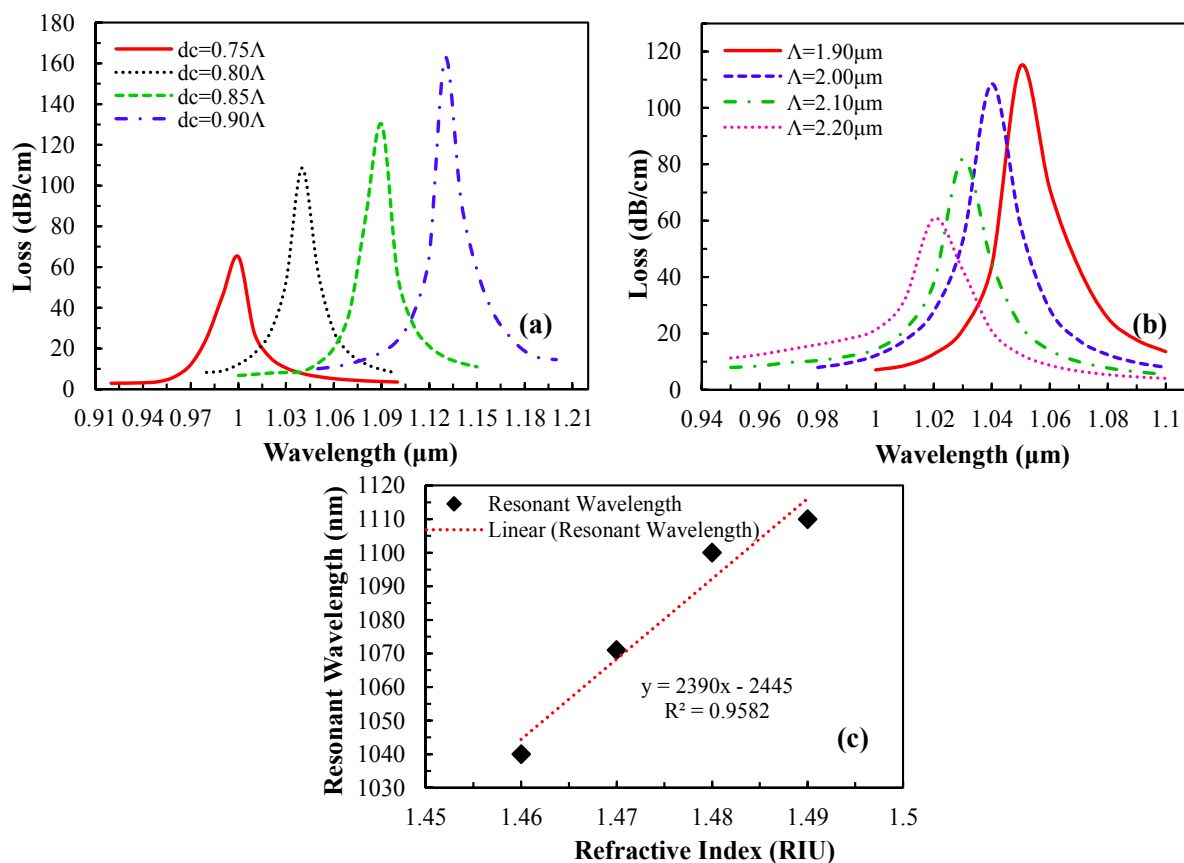 180
160
140
120
100
80
60
40
20
0
Loss (dB/cm)
dc=0.75Λ
dc=0.80Λ
dc=0.85Λ
dc=0.90Λ
(a)
0.91 0.94 0.97 1 1.03 1.06 1.09 1.12 1.15 1.18 1.21
Wavelength (μm)
120
100
80
60
40
20
0
Loss (dB/cm)
Λ=1.90μm
Λ=2.00μm
Λ=2.10μm
Λ=2.20μm
(b)
0.94 0.96 0.98 1 1.02 1.04 1.06 1.08 1.1
Wavelength (μm)
1120
1110
1100
1090
1080
1070
1060
1050
1040
1030
Resonant Wavelength (nm)
Resonant Wavelength
Linear (Resonant Wavelength)
y = 2390x - 2445
R² = 0.9582
(c)
1.45 1.46 1.47 1.48 1.49 1.5
Refractive Index (RIU)